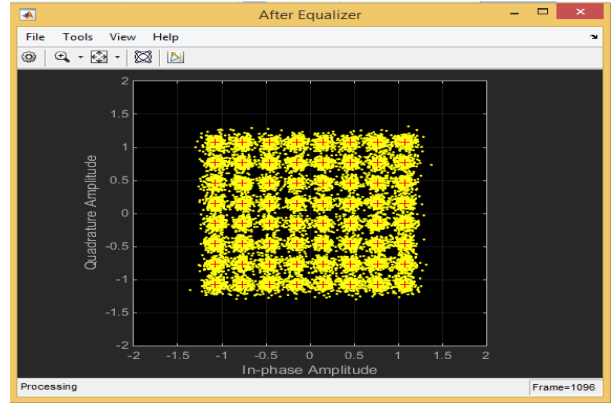 After Equalizer
File Tools View Help
2
1.5
1
0.5
0
-0.5
-1
-1.5
-2
Quadrature Amplitude
-2 -1.5 -1 -0.5 0 0.5 1 1.5 2
In-phase Amplitude
Processing Frame=1096